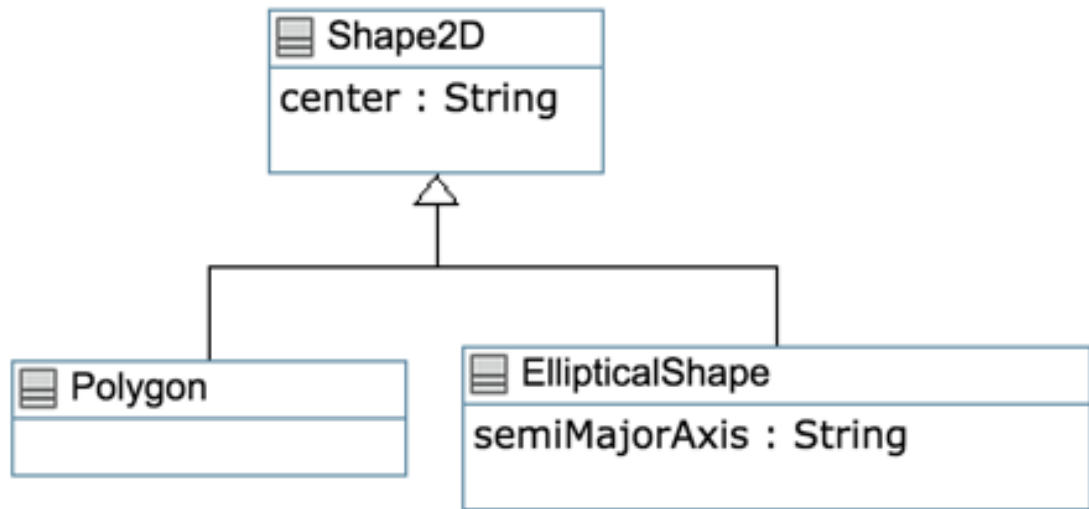 Shape2D
center : String
Polygon
EllipticalShape
semiMajorAxis : String